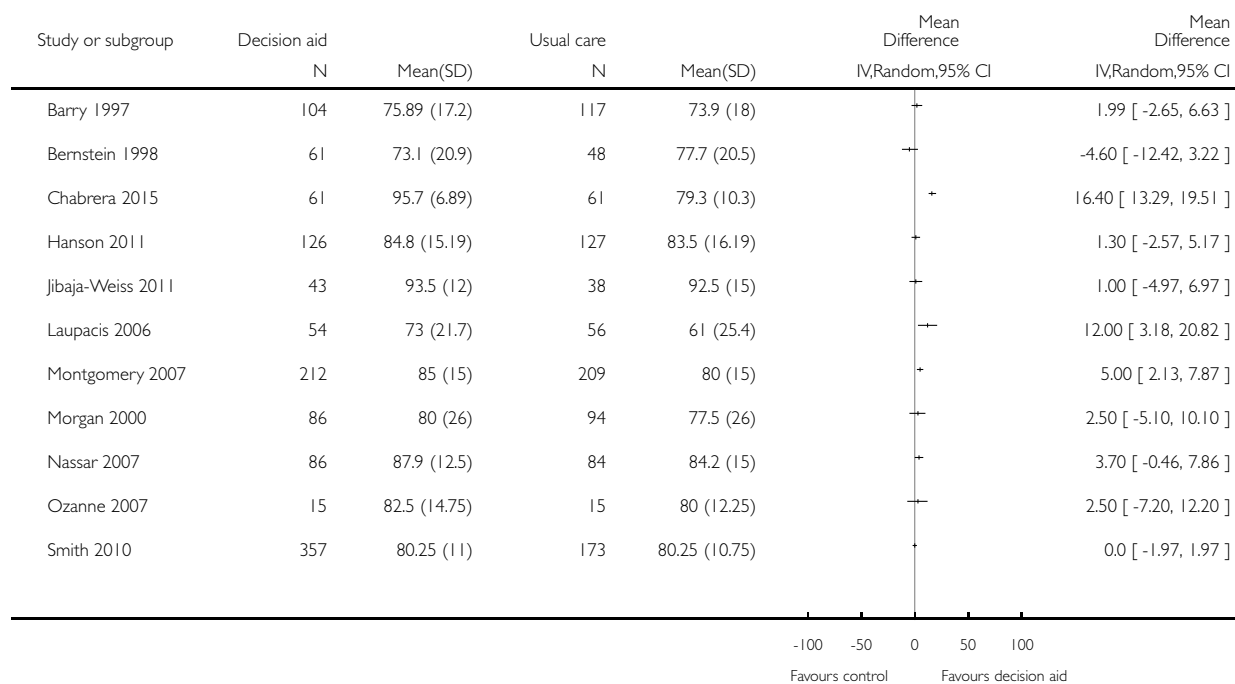 Study or subgroup Decision aid Usual care Mean Difference Mean Difference
N Mean(SD) N Mean(SD) IV,Random,95% CI IV,Random,95% CI
Barry 1997 104 75.89 (17.2) 117 73.9 (18) 1.99 [ -2.65, 6.63 ]
Bernstein 1998 61 73.1 (20.9) 48 77.7 (20.5) -4.60 [ -12.42, 3.22 ]
Chabrera 2015 61 95.7 (6.89) 61 79.3 (10.3) 16.40 [ 13.29, 19.51 ]
Hanson 2011 126 84.8 (15.19) 127 83.5 (16.19) 1.30 [ -2.57, 5.17 ]
Jibaja-Weiss 2011 43 93.5 (12) 38 92.5 (15) 1.00 [ -4.97, 6.97 ]
Laupacis 2006 54 73 (21.7) 56 61 (25.4) 12.00 [ 3.18, 20.82 ]
Montgomery 2007 212 85 (15) 209 80 (15) 5.00 [ 2.13, 7.87 ]
Morgan 2000 86 80 (26) 94 77.5 (26) 2.50 [ -5.10, 10.10 ]
Nassar 2007 86 87.9 (12.5) 84 84.2 (15) 3.70 [ -0.46, 7.86 ]
Ozanne 2007 15 82.5 (14.75) 15 80 (12.25) 2.50 [ -7.20, 12.20 ]
Smith 2010 357 80.25 (11) 173 80.25 (10.75) 0.0 [ -1.97, 1.97 ]
-100 -50 0 50 100
Favours control Favours decision aid